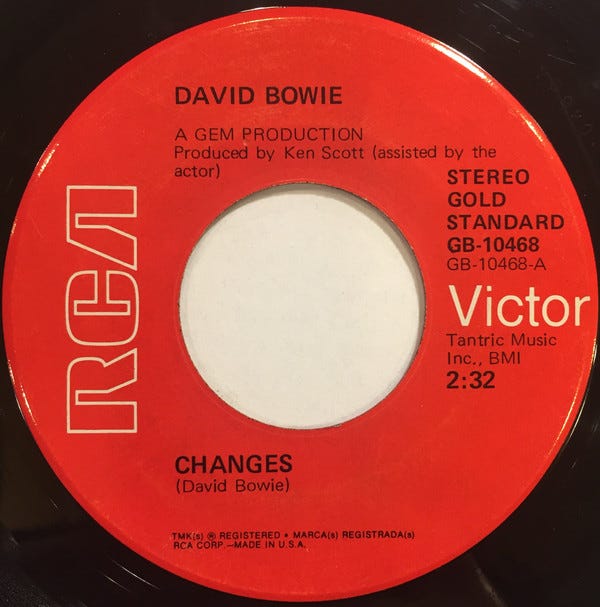 DAVID BOWIE
A GEM PRODUCTION
Produced by Ken Scott (assisted by the
actor)
STEREO
GOLD
STANDARD
GB-10468
GB-10468-A
RCA
Victor
Tantric Music
Inc., BMI
2:32
CHANGES
(David Bowie)
TMK(s) ® REGISTERED • MARCA(s) REGISTRADA(s)
RCA CORP.—MADE IN U.S.A.